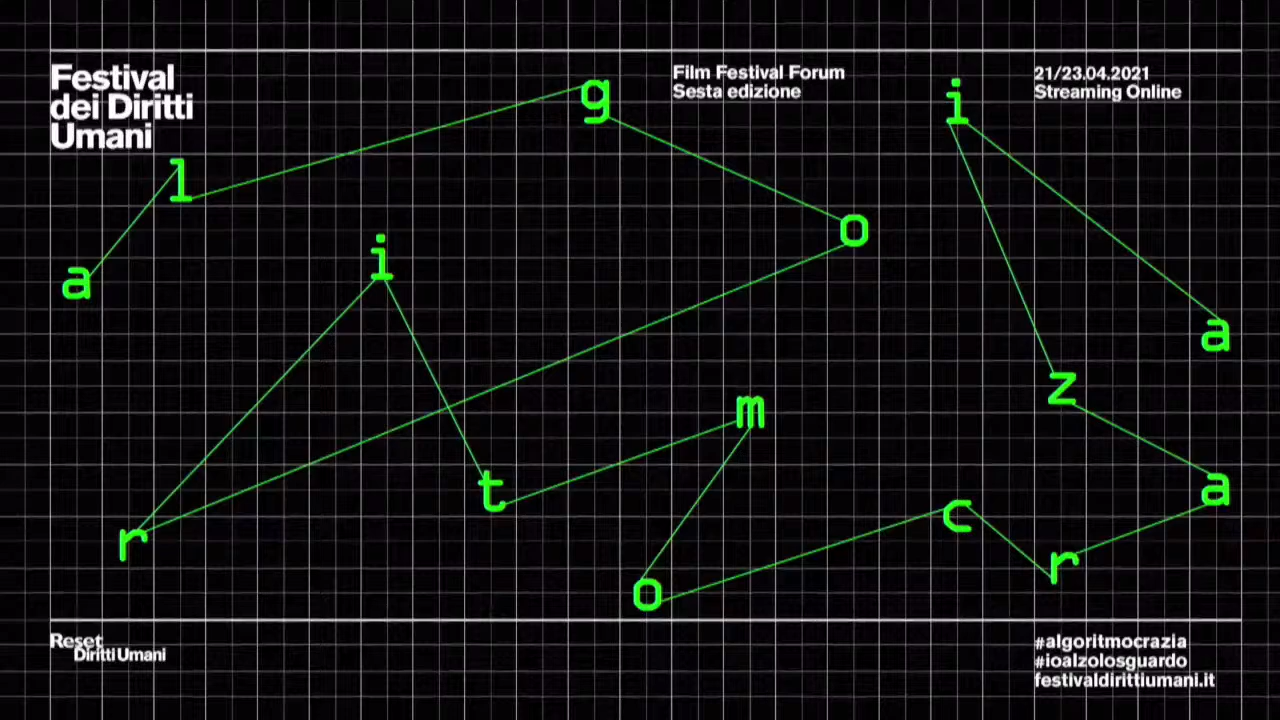 Festival
dei Diritti
Umani
Film Festival Forum
Sesta edizione
21/23.04.2021
Streaming Online
algoritmocrazia
Reset
Diritti Umani
#algoritmocrazia
#ioalzolosguardo
festivaldirittiumani.it